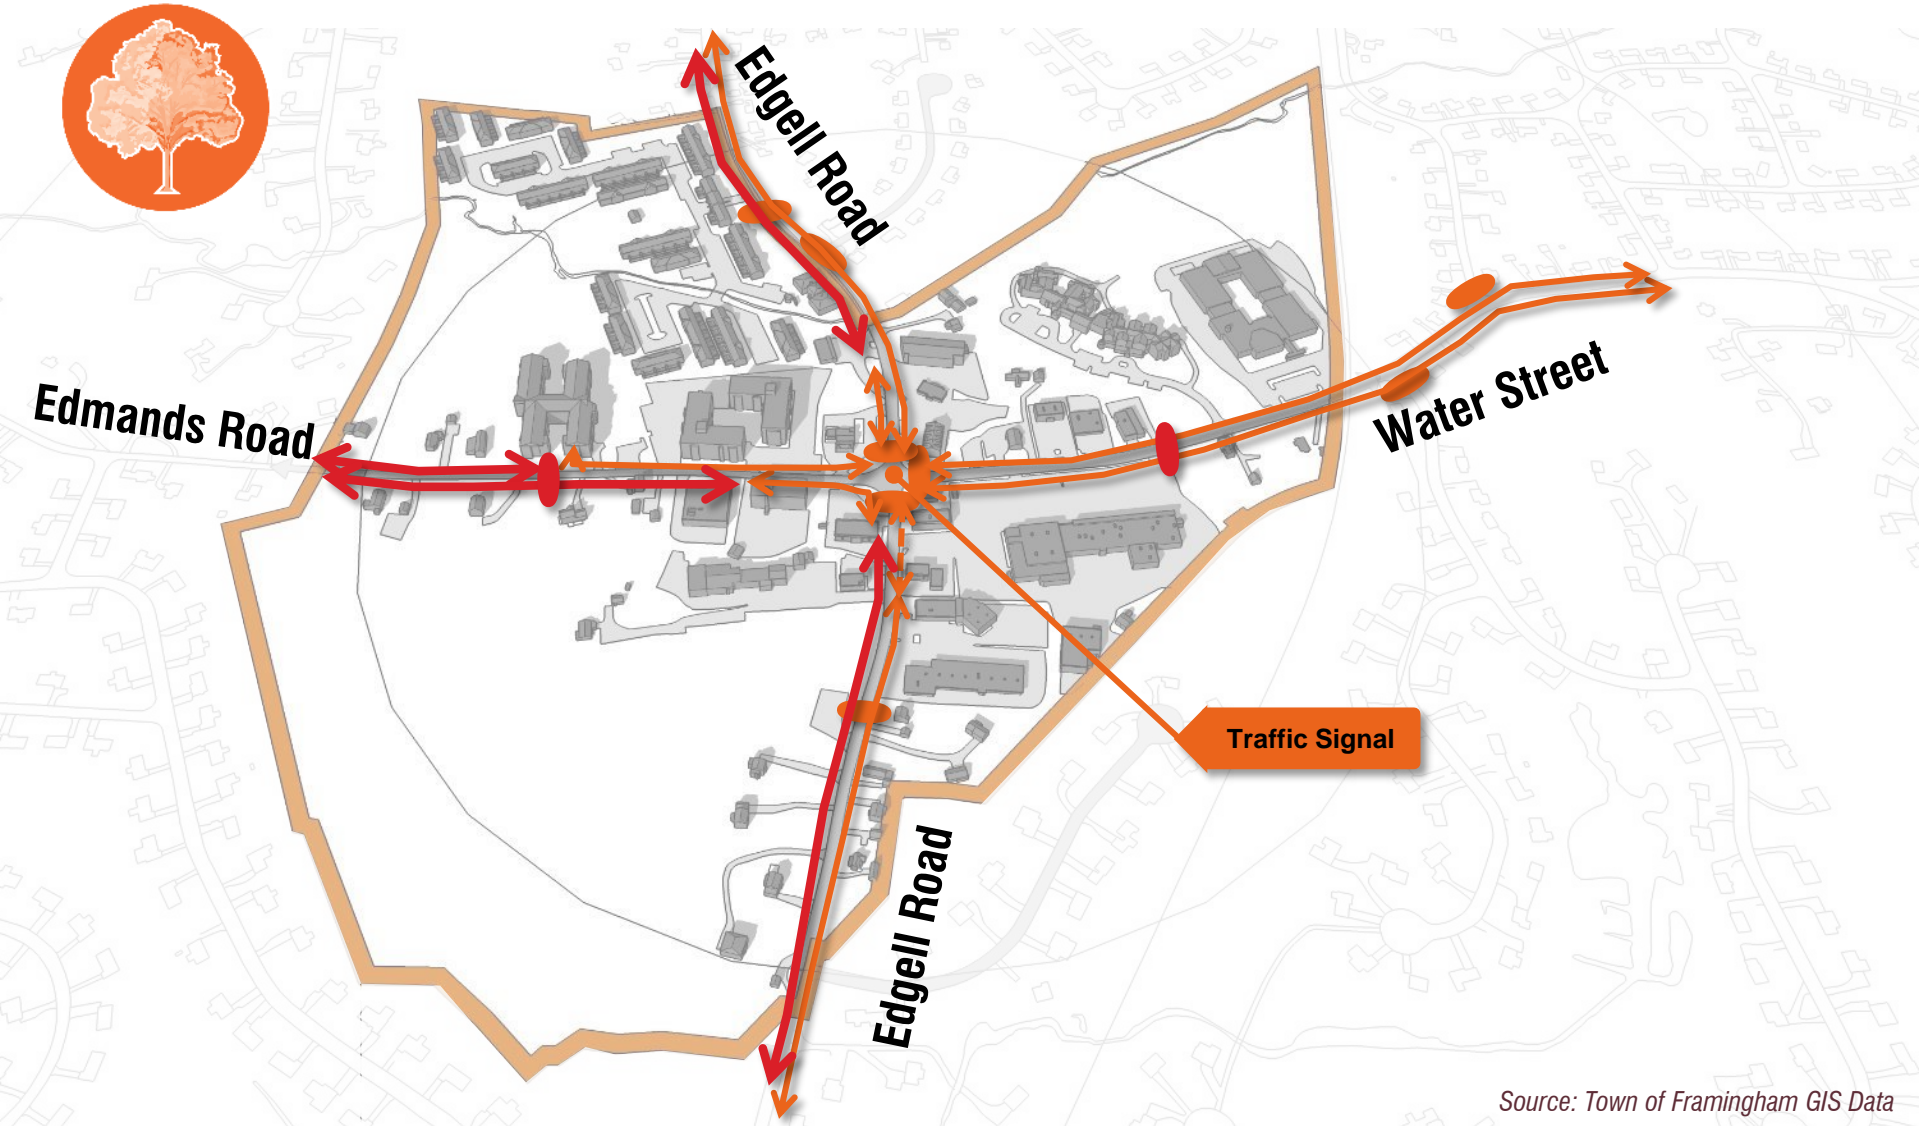 Edgell Road
Edmands Road
Water Street
Traffic Signal
Edgell Road
Source: Town of Framingham GIS Data